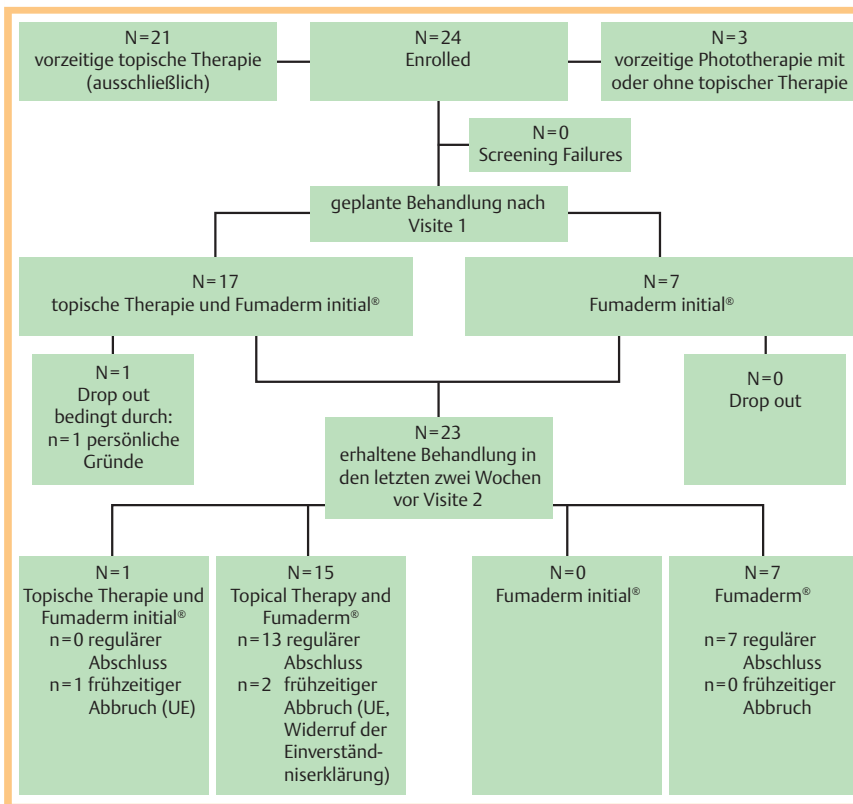 N=21
vorzeitige topische Therapie
(ausschließlich)
N=24
Enrolled
N=3
vorzeitige Phototherapie mit
oder ohne topischer Therapie
N=0
Screening Failures
geplante Behandlung nach
Visite 1
N=17
topische Therapie und Fumaderm initial®
N=7
Fumaderm initial®
N=1
Drop out
bedingt durch:
n=1 persönliche
Gründe
N=0
Drop out
N=23
erhaltene Behandlung in
den letzten zwei Wochen
vor Visite 2
N=1
Topische Therapie und
Fumaderm initial®
n=0 regulärer
Abschluss
n=1 frühzeitiger
Abbruch (UE)
N=15
Topical Therapy and
Fumaderm®
n=13 regulärer
Abschluss
n=2 frühzeitiger
Abbruch (UE,
Widerruf der
Einverständ-
niserklärung)
N=0
Fumaderm initial®
N=7
Fumaderm®
n=7 regulärer
Abschluss
n=0 frühzeitiger
Abbruch